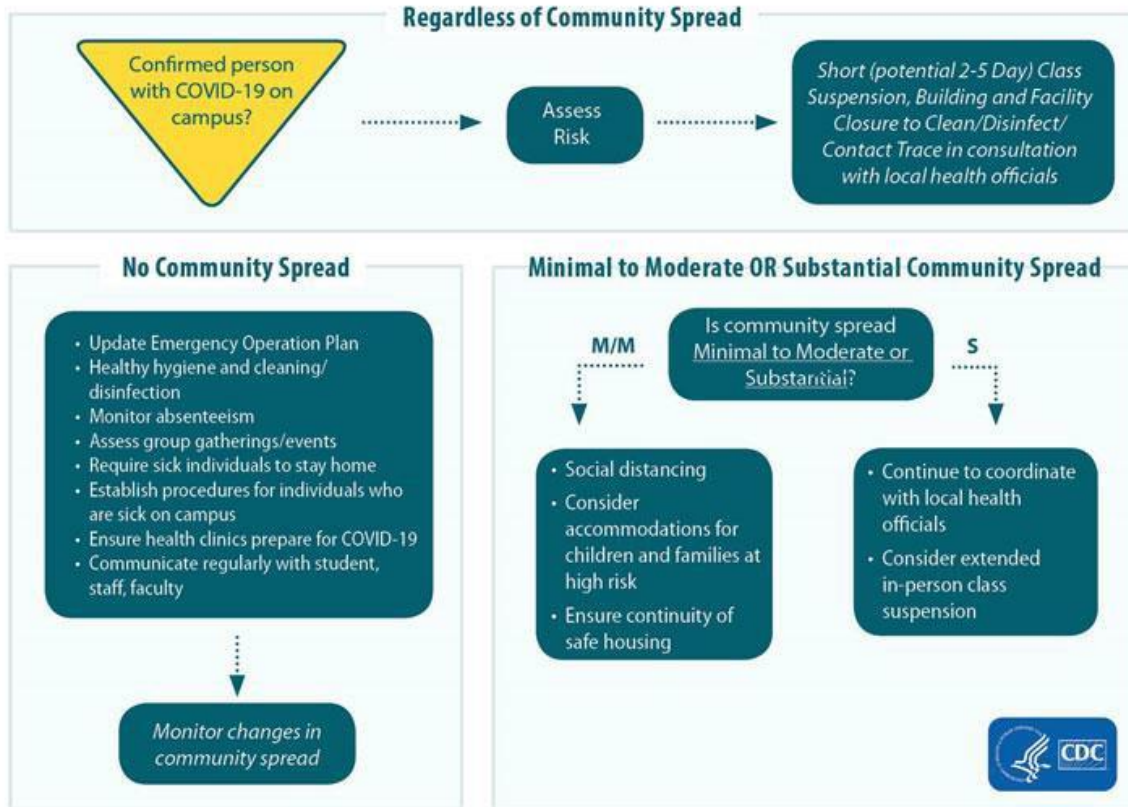 Regardless of Community Spread
Confirmed person
with COVID-19 on
campus?
Assess
Risk
Short (potential 2-5 Day) Class
Suspension, Building and Facility
Closure to Clean/Disinfect/
Contact Trace in consultation
with local health officials
No Community Spread
• Update Emergency Operation Plan
• Healthy hygiene and cleaning/
disinfection
• Monitor absenteeism
• Assess group gatherings/events
• Require sick individuals to stay home
• Establish procedures for individuals who
are sick on campus
• Ensure health clinics prepare for COVID-19
• Communicate regularly with student,
staff, faculty
Monitor changes in
community spread
Minimal to Moderate OR Substantial Community Spread
Is community spread
Minimal to Moderate or
Substantial?
M/M
S
• Social distancing
• Consider
accommodations for
children and families at
high risk
• Ensure continuity of
safe housing
• Continue to coordinate
with local health
officials
• Consider extended
in-person class
suspension
CDC